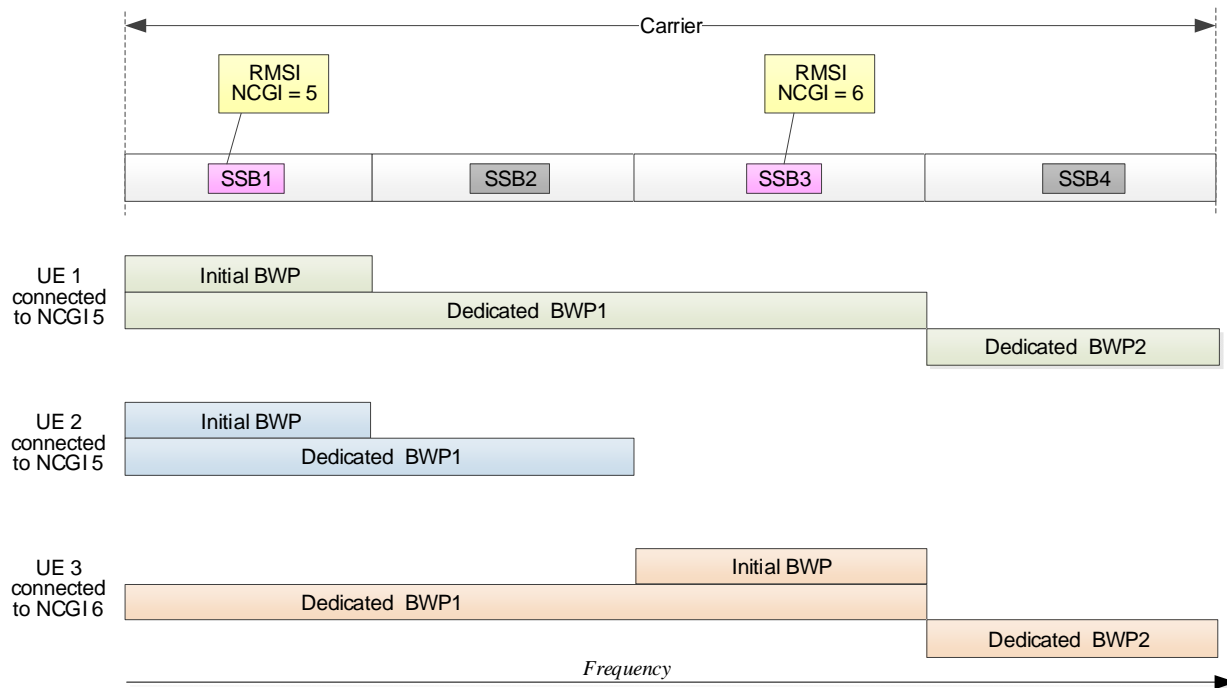 Carrier
RMSI
NCGI = 5
RMSI
NCGI = 6
SSB1
SSB2
SSB3
SSB4
UE 1
connected
to NCGI 5
Initial BWP
Dedicated BWP1
Dedicated BWP2
UE 2
connected
to NCGI 5
Initial BWP
Dedicated BWP1
UE 3
connected
to NCGI 6
Initial BWP
Dedicated BWP1
Dedicated BWP2
Frequency